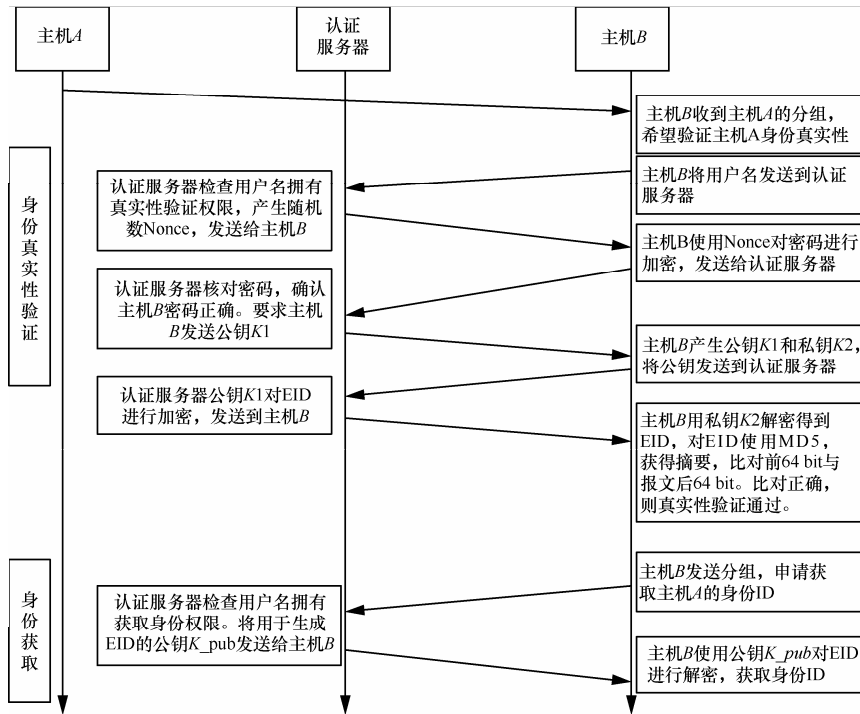 主机A
认证
服务器
主机B
主机B收到主机A的分组，
希望验证主机A身份真实性
身份真实性验证
主机B将用户名发送到认证
服务器
认证服务器检查用户名拥有
真实性验证权限，产生随机
数Nonce，发送给主机B
主机B使用Nonce对密码进行
加密，发送给认证服务器
认证服务器核对密码，确认
主机B密码正确。要求主机
B发送公钥K1
主机B产生公钥K1和私钥K2，
将公钥发送到认证服务器
认证服务器公钥K1对EID
进行加密，发送到主机B
主机B用私钥K2解密得到
EID，对EID使用MD5，
获得摘要，比对前64 bit与
报文后64 bit。比对正确，
则真实性验证通过。
身份获取
主机B发送分组，申请获
取主机A的身份ID
认证服务器检查用户名拥有
获取身份权限。将用于生成
EID的公钥K_pub发送给主机B
主机B使用公钥K_pub对EID
进行解密，获取身份ID